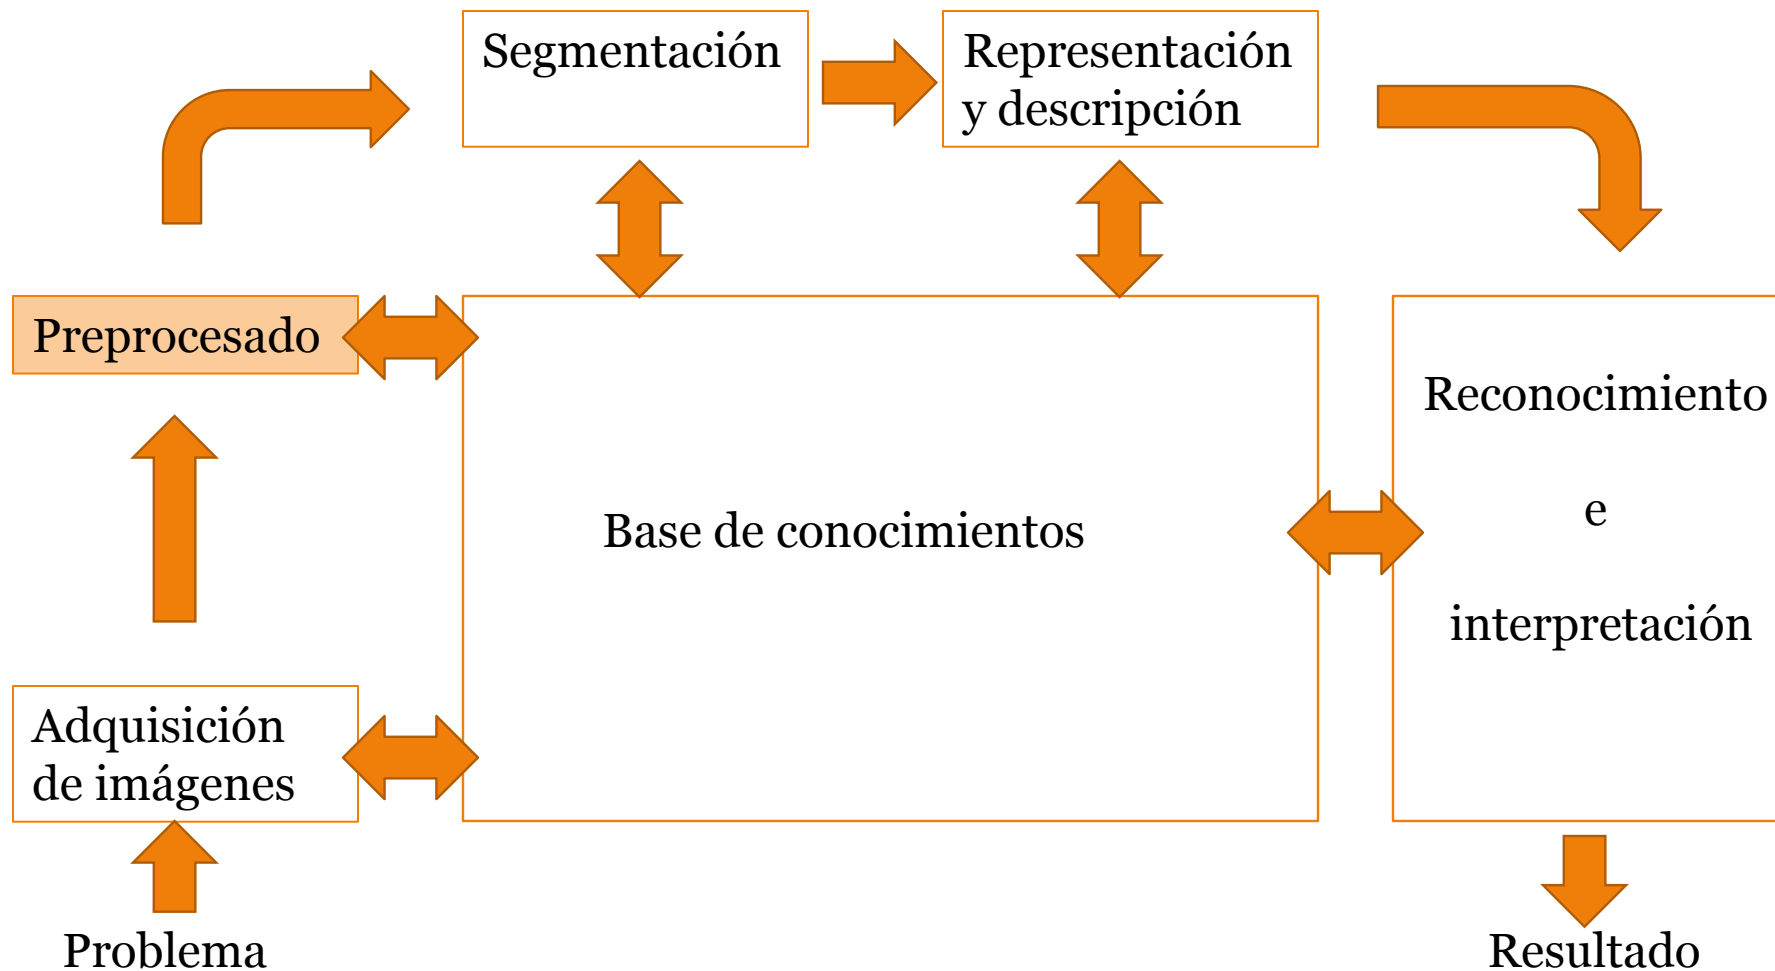 Segmentación
Representación
y descripción
Preprocesado
Reconocimiento
e
interpretación
Base de conocimientos
Adquisición
de imágenes
Problema
Resultado